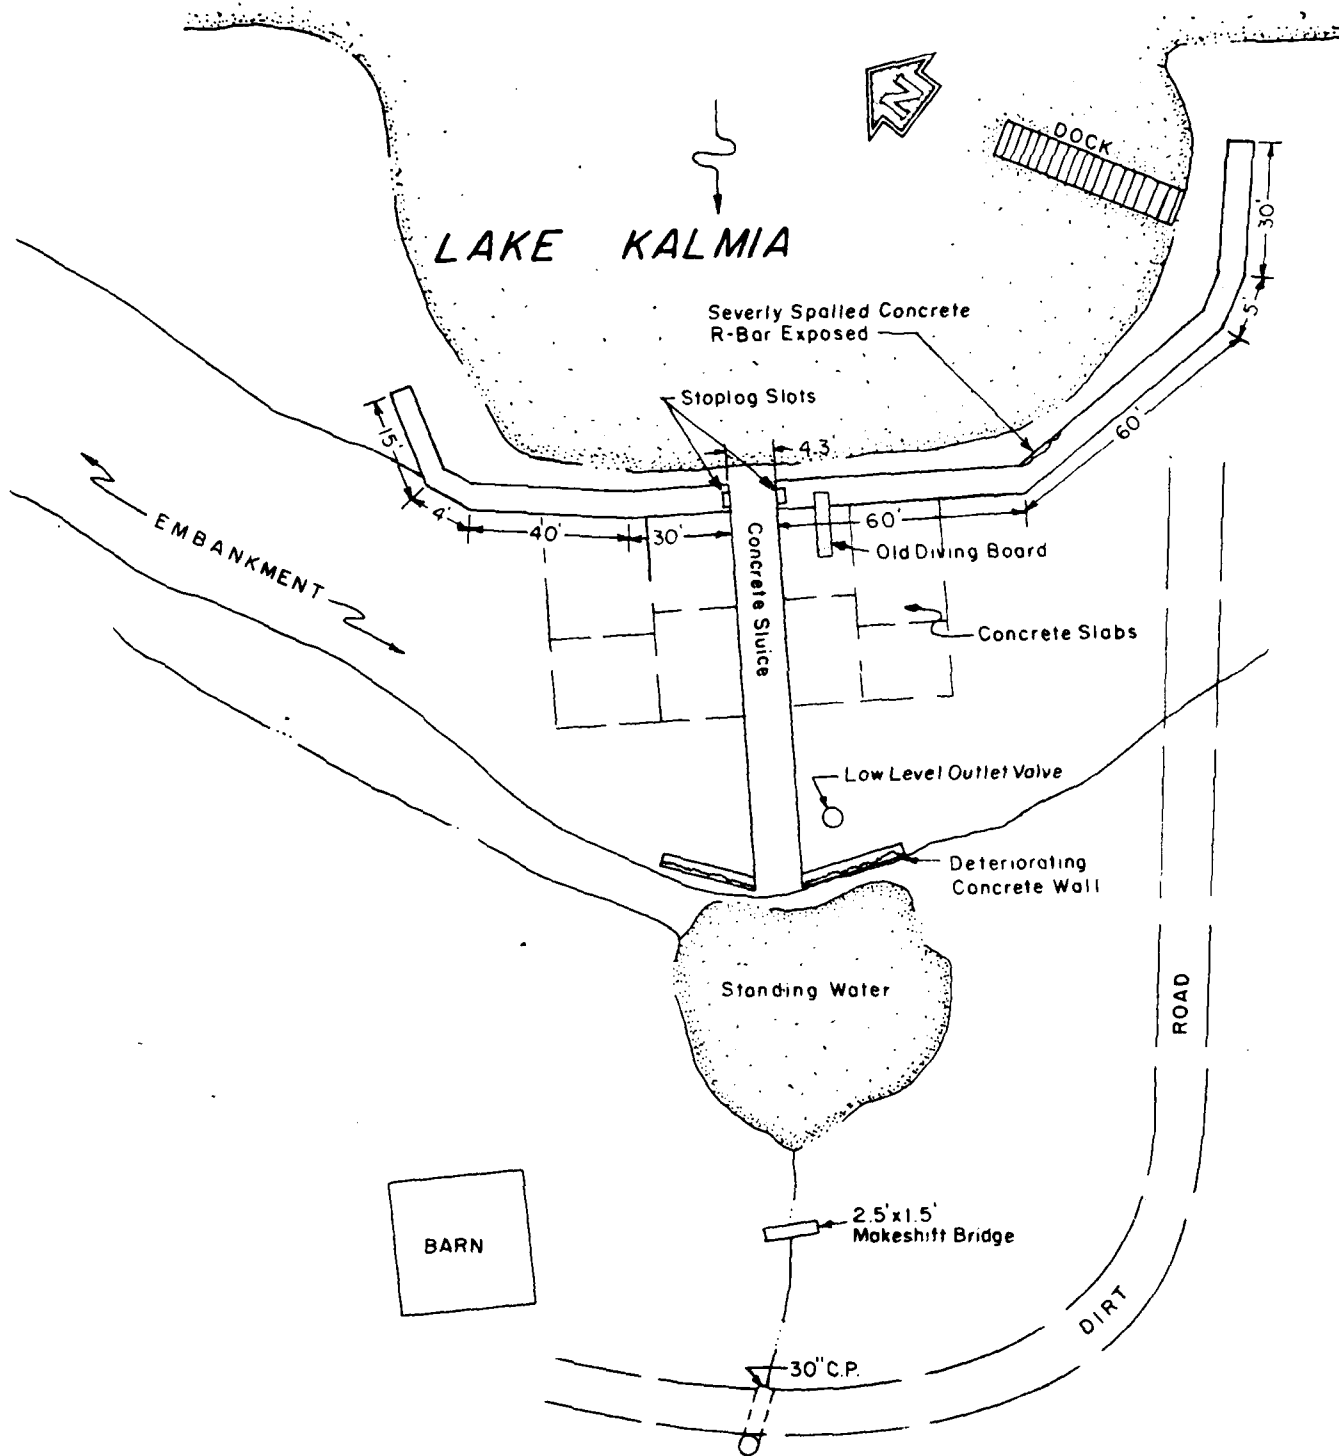 N
DOCK
30'
LAKE KALMIA
5'
Severly Spalled Concrete
R-Bar Exposed
Stoplog Slots
4.3'
15'
60'
4'
40'
30'
60'
Old Diving Board
EMBANKMENT
Concrete Sluice
Concrete Slabs
Low Level Outlet Valve
Deteriorating
Concrete Wall
Standing Water
ROAD
2.5'x1.5'
Makeshift Bridge
BARN
DIRT
30" C.P.